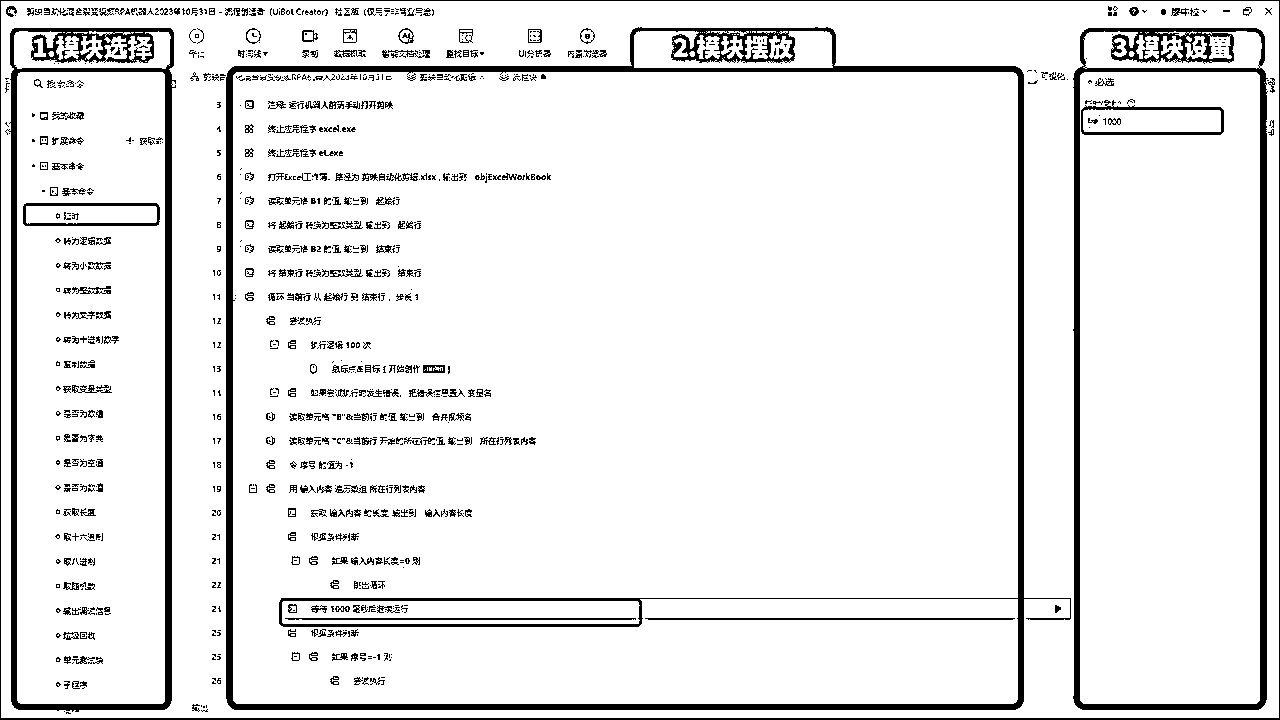 剪映自动化混合裂变视频RPA机器人2023年10月31日 - 流程创造者 (UiBot Creator) 社区版
1.模块选择
2.模块摆放
3.模块设置
时间线
录制
数据抓取
智能文档处理
查找目标
UI分析器
内置浏览器
搜索命令
我的收藏
扩展命令
基本命令
基本命令
延时
转为逻辑数据
转为小数数据
转为整数数据
转为文字数据
转为十进制数字
复制数据
获取变量类型
是否为数值
是否为字典
是否为空值
是否为数组
获取长度
取十六进制
取八进制
取随机数
输出调试信息
垃圾回收
单元测试块
子程序
3 注释: 运行机器人前请手动打开剪映
4 终止应用程序 excel.exe
5 终止应用程序 et.exe
6 打开Excel工作簿, 路径为 剪映自动化剪辑.xlsx , 输出到 objExcelWorkBook
7 读取单元格 B1 的值, 输出到 起始行
8 将 起始行 转换为整数类型, 输出到 起始行
9 读取单元格 B2 的值, 输出到 结束行
10 将 结束行 转换为整数类型, 输出到 结束行
11 循环 当前行 从 起始行 到 结束行 , 步长 1
12 尝试执行
12 执行逻辑 100 次
13 鼠标点击目标 [ 开始创作
14 如果尝试执行时发生错误, 把错误信息置入 变量名
16 读取单元格 "B"&当前行 的值, 输出到 合并视频名
17 读取单元格 "C"&当前行 开始的所在行的值, 输出到 所在行列表内容
18 令 序号 的值为 -1
19 用 输入内容 遍历数组 所在行列表内容
20 获取 输入内容 的长度, 输出到 输入内容长度
21 根据条件判断
21 如果 输入内容长度=0 则
22 跳出循环
24 等待 1000 毫秒后继续运行
25 根据条件判断
25 如果 序号=-1 则
26 尝试执行
输出
必选
1000